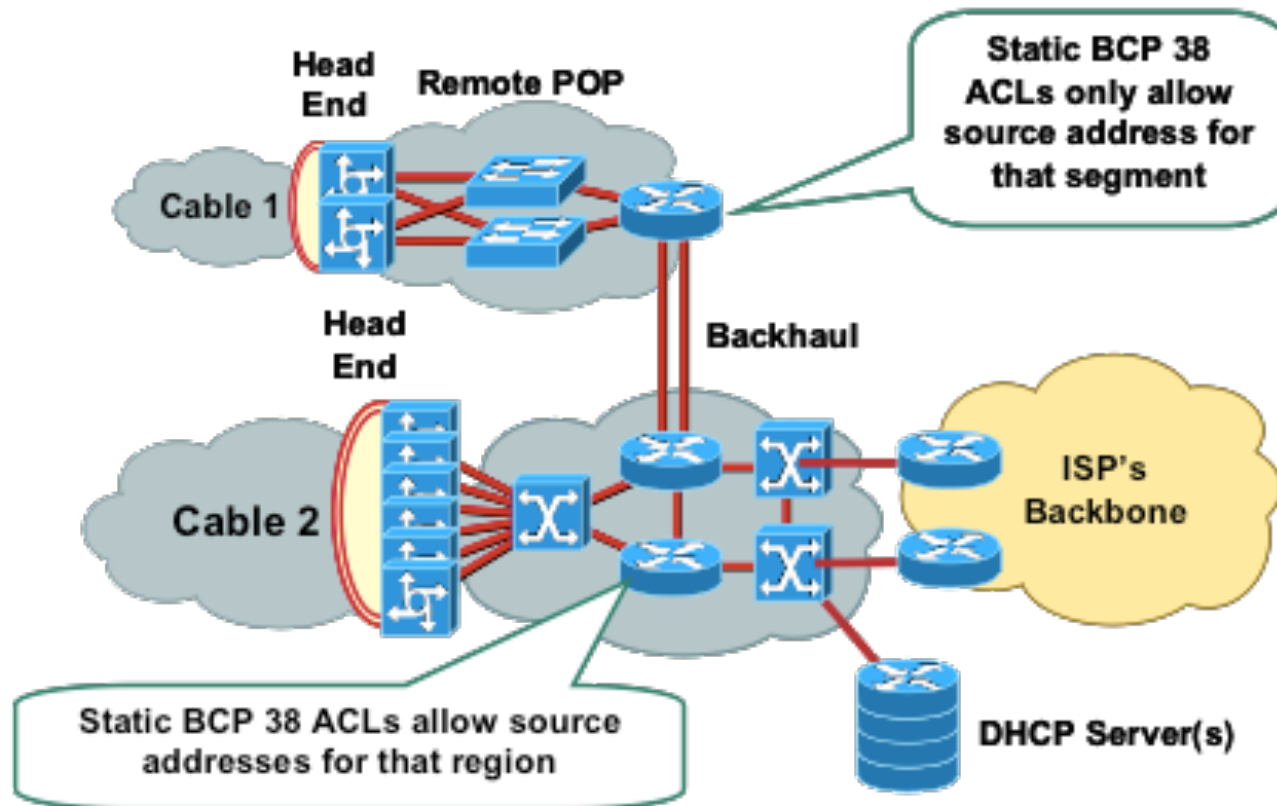 Static BCP 38
ACLs only allow
source address for
that segment
Head
End
Remote POP
Cable 1
Head
End
Backhaul
Cable 2
ISP's
Backbone
Static BCP 38 ACLs allow source
addresses for that region
DHCP Server(s)